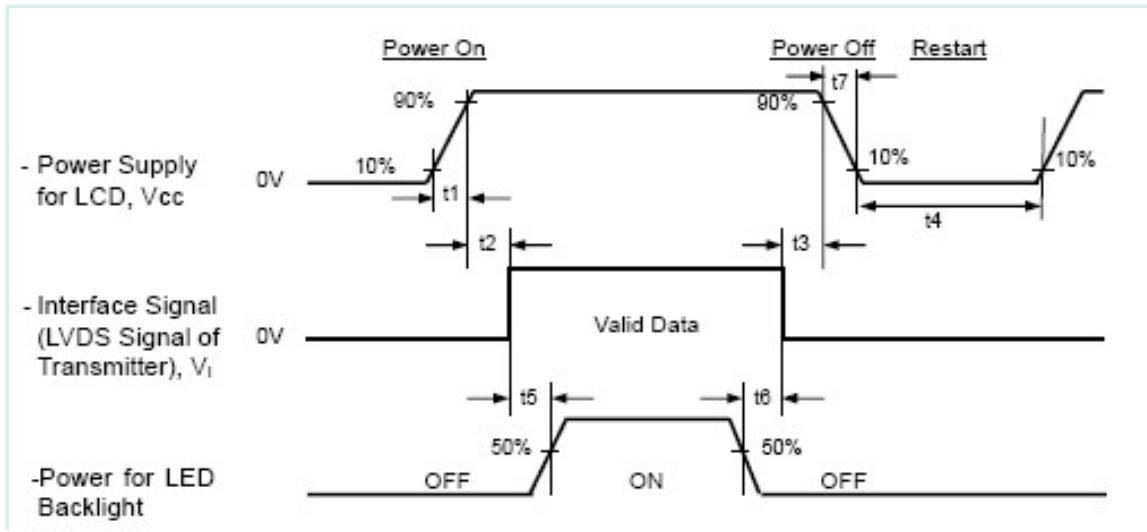 Power On
Power Off
Restart
t7
90%
90%
10%
10%
10%
- Power Supply
for LCD, Vcc
0V
t1
t4
t2
t3
- Interface Signal
(LVDS Signal of
Transmitter), V_I
0V
Valid Data
t5
t6
50%
50%
-Power for LED
Backlight
OFF
ON
OFF